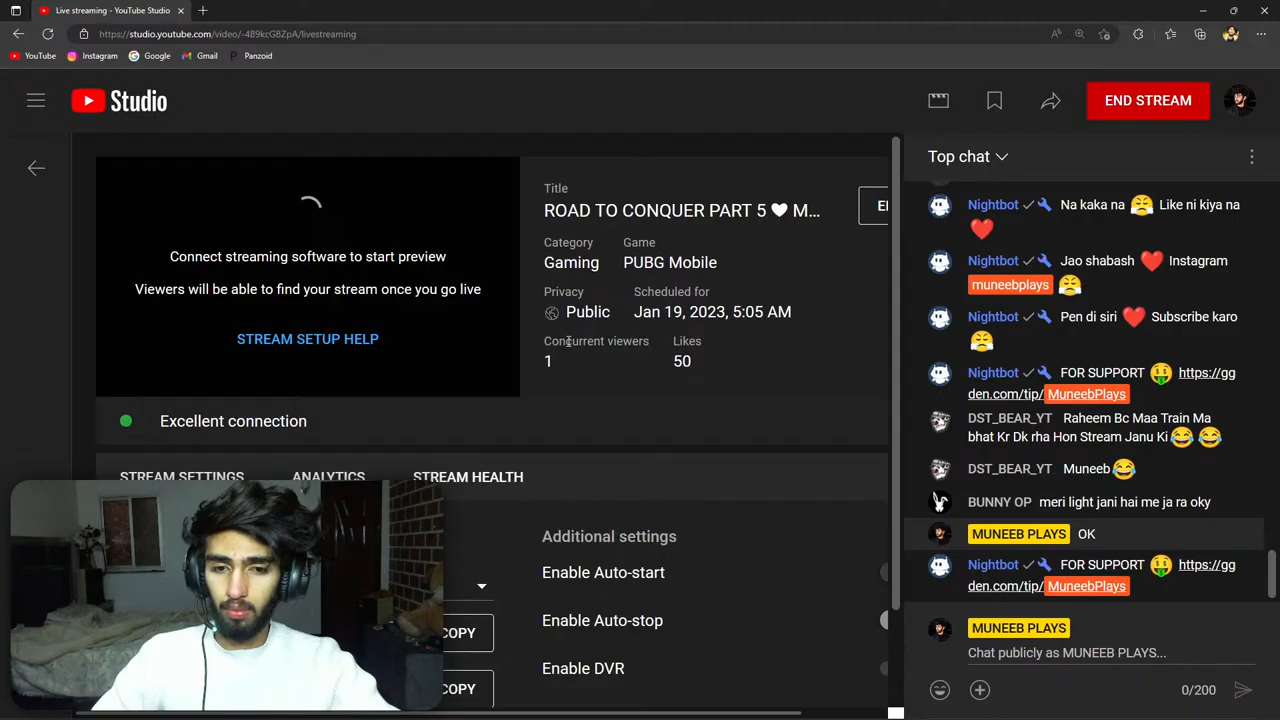 Live streaming - YouTube Studio
https://studio.youtube.com/video/-4B9kcGBZpA/livestreaming
YouTube
Instagram
Google
Gmail
Panzoid
Studio
END STREAM
Connect streaming software to start preview
Viewers will be able to find your stream once you go live
STREAM SETUP HELP
Title
ROAD TO CONQUER PART 5 🤍 M...
Category
Game
Gaming
PUBG Mobile
Privacy
Scheduled for
Public
Jan 19, 2023, 5:05 AM
Concurrent viewers
Likes
1
50
Excellent connection
STREAM SETTINGS
ANALYTICS
STREAM HEALTH
Additional settings
Enable Auto-start
Enable Auto-stop
Enable DVR
COPY
COPY
Top chat
Nightbot Na kaka na 😤 Like ni kiya na
❤️
Nightbot Jao shabash ❤️ Instagram
muneebplays 😤
Nightbot Pen di siri ❤️ Subscribe karo
😤
Nightbot FOR SUPPORT 🤑 https://gg
den.com/tip/MuneebPlays
DST_BEAR_YT Raheem Bc Maa Train Ma
bhat Kr Dk rha Hon Stream Janu Ki😂😂
DST_BEAR_YT Muneeb😂
BUNNY OP meri light jani hai me ja ra oky
MUNEEB PLAYS OK
Nightbot FOR SUPPORT 🤑 https://gg
den.com/tip/MuneebPlays
MUNEEB PLAYS
Chat publicly as MUNEEB PLAYS...
0/200